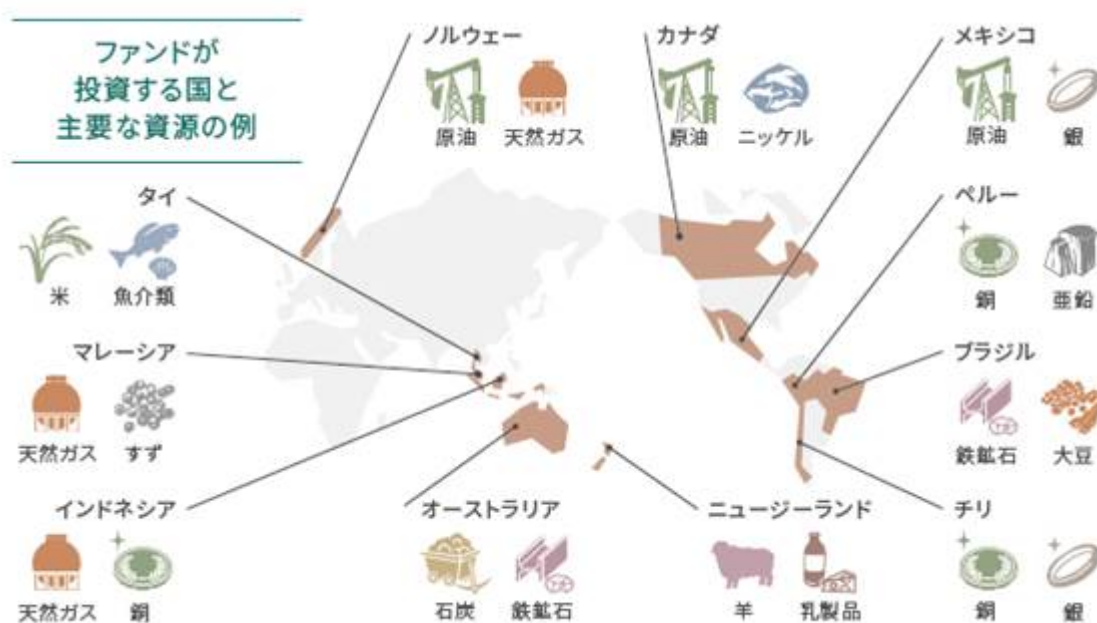 ファンドが
投資する国と
主要な資源の例
ノルウェー
原油 天然ガス
カナダ
原油 ニッケル
メキシコ
原油 銀
タイ
米 魚介類
ペルー
銅 亜鉛
マレーシア
天然ガス すず
ブラジル
鉄鉱石 大豆
インドネシア
天然ガス 銅
オーストラリア
石炭 鉄鉱石
ニュージーランド
羊 乳製品
チリ
銅 銀